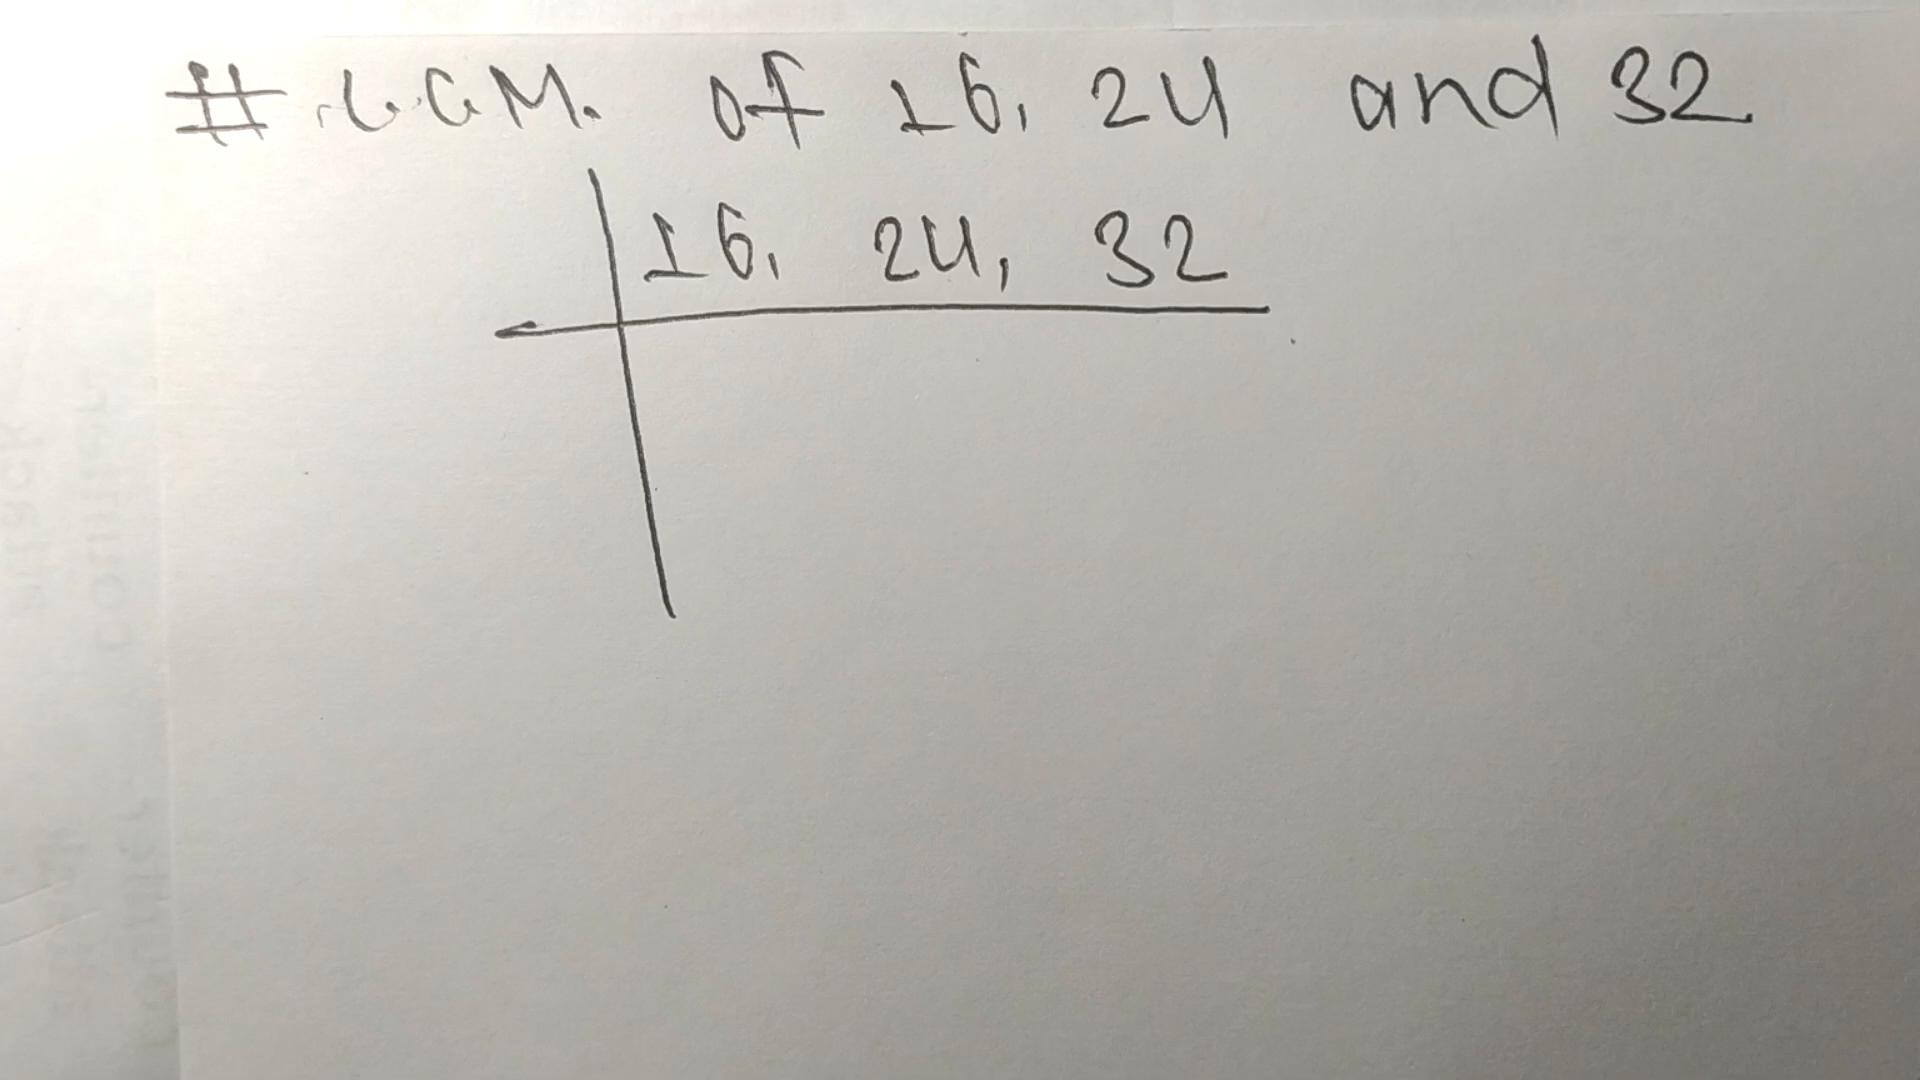 # L.C.M. of 16, 24 and 32
16, 24, 32